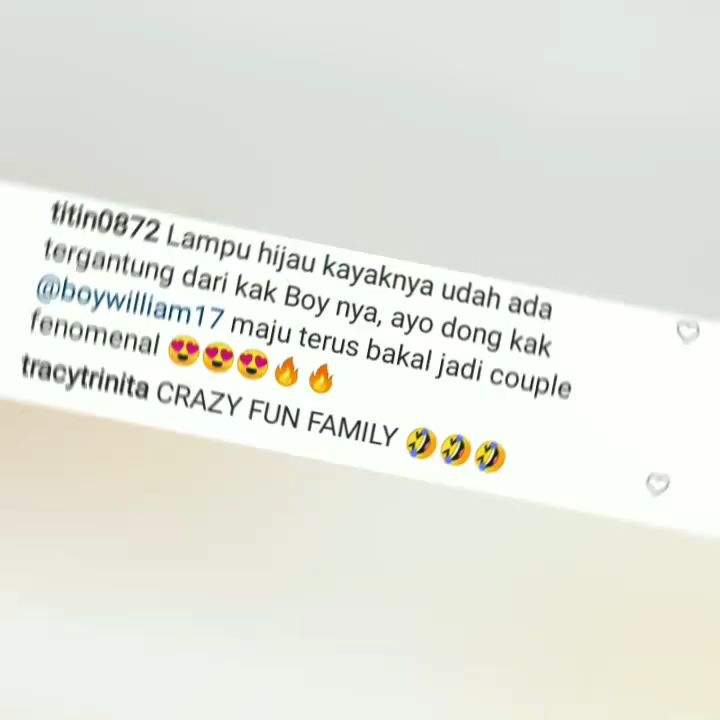 titin0872 Lampu hijau kayaknya udah ada
tergantung dari kak Boy nya, ayo dong kak
@boywilliam17 maju terus bakal jadi couple
fenomenal 😍😍😍🔥🔥
tracytrinita CRAZY FUN FAMILY 🤣🤣🤣